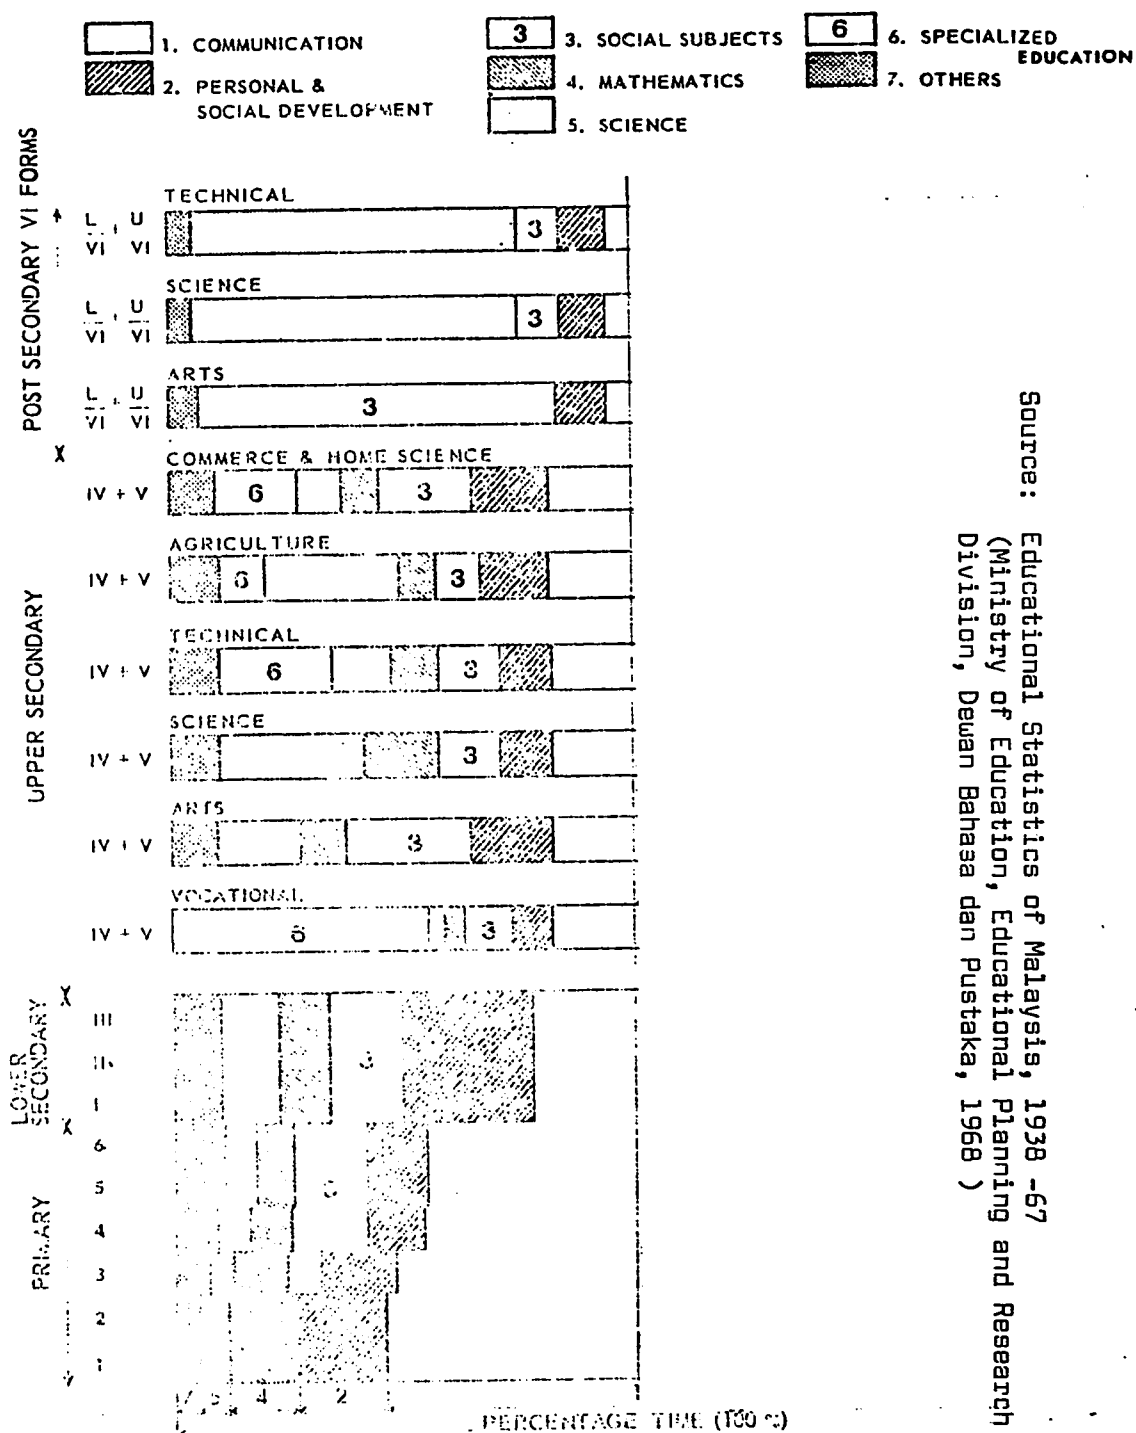 1. COMMUNICATION
2. PERSONAL &
SOCIAL DEVELOPMENT
3 3. SOCIAL SUBJECTS
4. MATHEMATICS
5. SCIENCE
6 6. SPECIALIZED
EDUCATION
7. OTHERS
POST SECONDARY VI FORMS
TECHNICAL
L + U
VI VI
3
SCIENCE
L + U
VI VI
3
ARTS
L + U
VI VI
3
X
UPPER SECONDARY
COMMERCE & HOME SCIENCE
IV + V 6 3
AGRICULTURE
IV + V 6 3
TECHNICAL
IV + V 6 3
SCIENCE
IV + V 3
ARTS
IV + V 3
VOCATIONAL
IV + V 6 3
X
LOWER
SECONDARY
III
II
I
3
X
PRIMARY
6
5
3
4
3
2
1
4 2
PERCENTAGE TIME (100 %)
Source: Educational Statistics of Malaysis, 1938 -67
(Ministry of Education, Educational Planning and Research
Division, Dewan Bahasa dan Pustaka, 1968 )